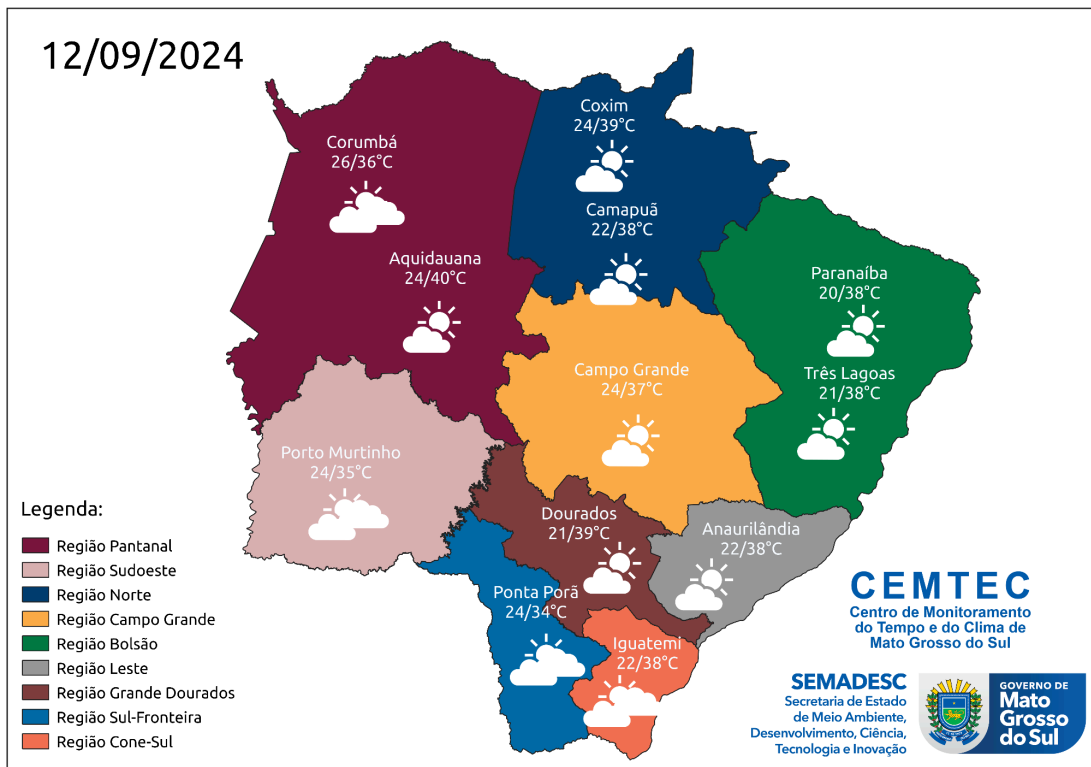 12/09/2024
Coxim
24/39°C
Corumbá
26/36°C
Camapuã
22/38°C
Aquidauana
24/40°C
Paranaíba
20/38°C
Campo Grande
24/37°C
Três Lagoas
21/38°C
Porto Murtinho
24/35°C
Dourados
21/39°C
Anaurilândia
22/38°C
Ponta Porã
24/34°C
Iguatemi
22/38°C
Legenda:
Região Pantanal
Região Sudoeste
Região Norte
Região Campo Grande
Região Bolsão
Região Leste
Região Grande Dourados
Região Sul-Fronteira
Região Cone-Sul
CEMTEC
Centro de Monitoramento
do Tempo e do Clima de
Mato Grosso do Sul
SEMADESC
Secretaria de Estado
de Meio Ambiente,
Desenvolvimento, Ciência,
Tecnologia e Inovação
GOVERNO DE
Mato
Grosso
do Sul